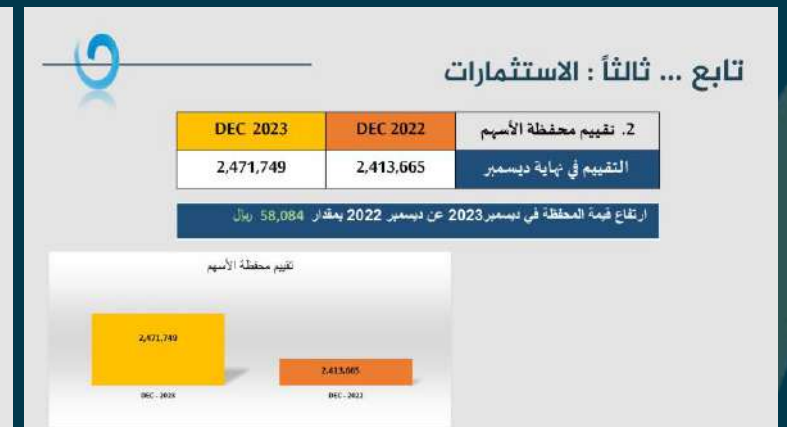 تابع ... ثالثاً : الاستثمارات
2. تقييم محفظة الأسهم DEC 2022 DEC 2023
التقييم في نهاية ديسمبر 2,413,665 2,471,749
ارتفاع قيمة المحفظة في ديسمبر2023 عن ديسمبر 2022 بمقدار 58,084 ريال
تقييم محفظة الأسهم
2,471,749
2,413,665
DEC - 2023 DEC - 2022